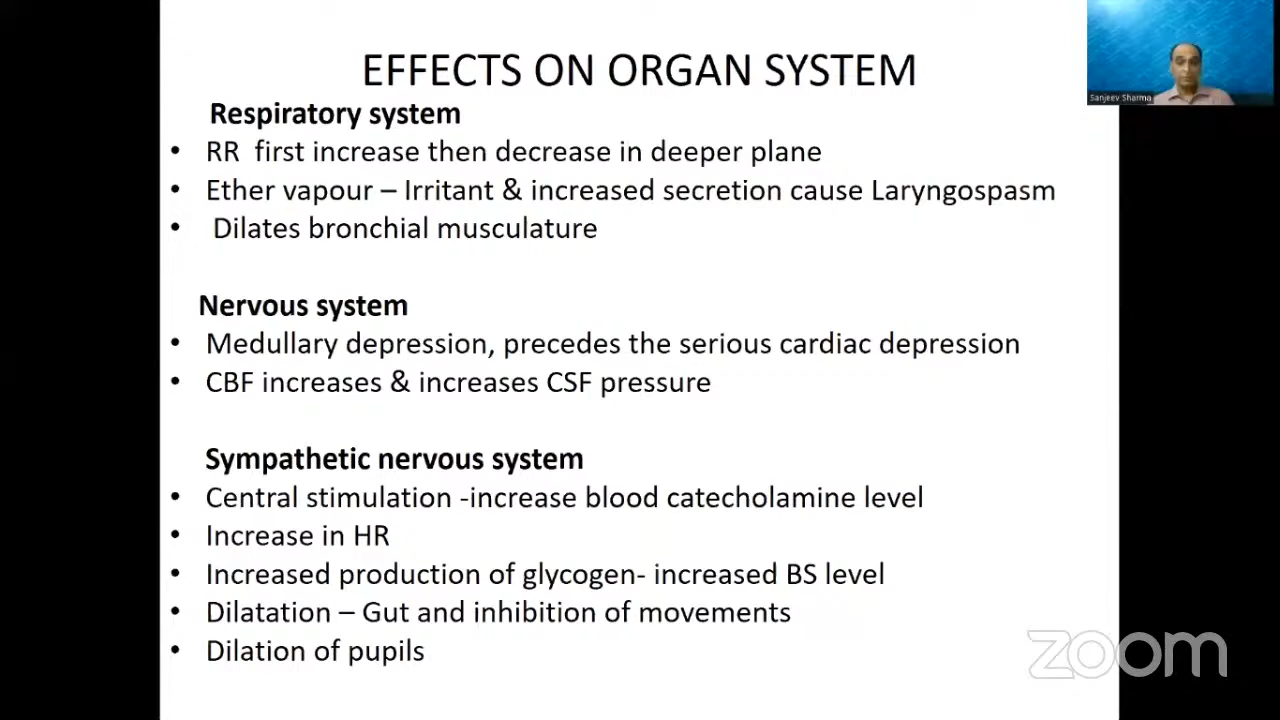 EFFECTS ON ORGAN SYSTEM
Sanjeev Sharma
Respiratory system
• RR first increase then decrease in deeper plane
• Ether vapour – Irritant & increased secretion cause Laryngospasm
• Dilates bronchial musculature
Nervous system
• Medullary depression, precedes the serious cardiac depression
• CBF increases & increases CSF pressure
Sympathetic nervous system
• Central stimulation -increase blood catecholamine level
• Increase in HR
• Increased production of glycogen- increased BS level
• Dilatation – Gut and inhibition of movements
• Dilation of pupils
zoom